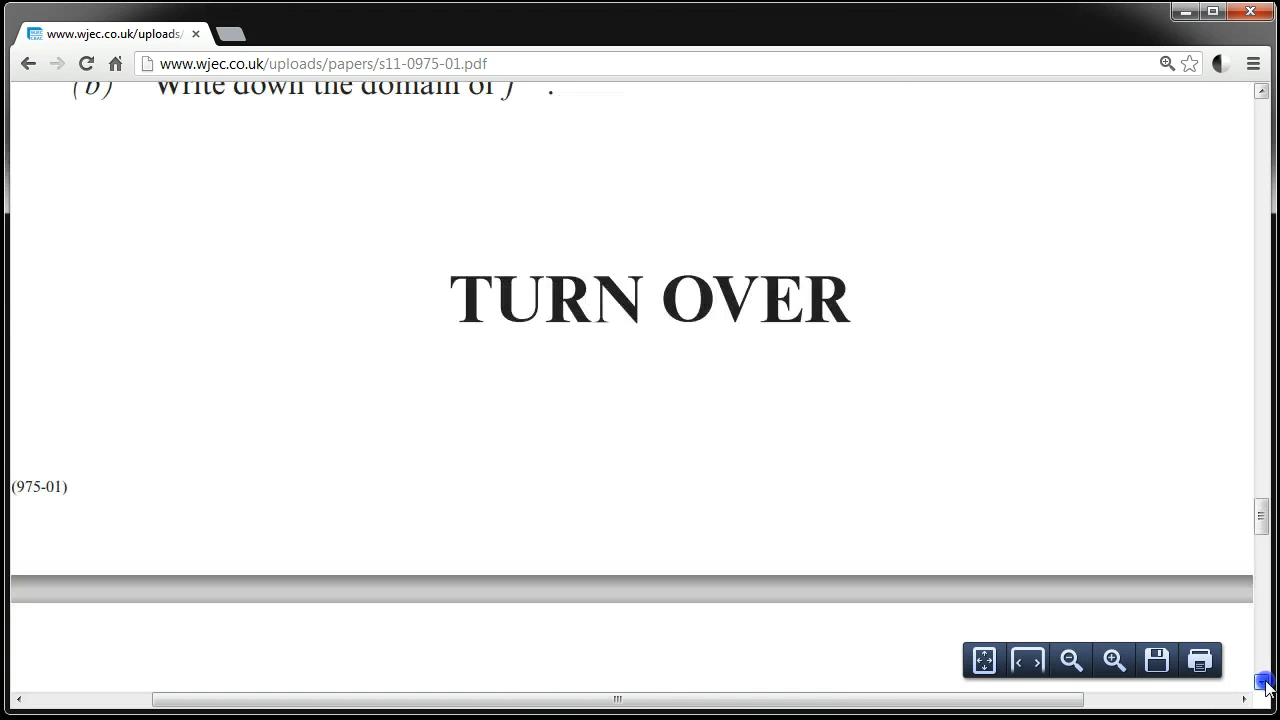 www.wjec.co.uk/uploads/
www.wjec.co.uk/uploads/papers/s11-0975-01.pdf
(b) Write down the domain of f .
TURN OVER
(975-01)